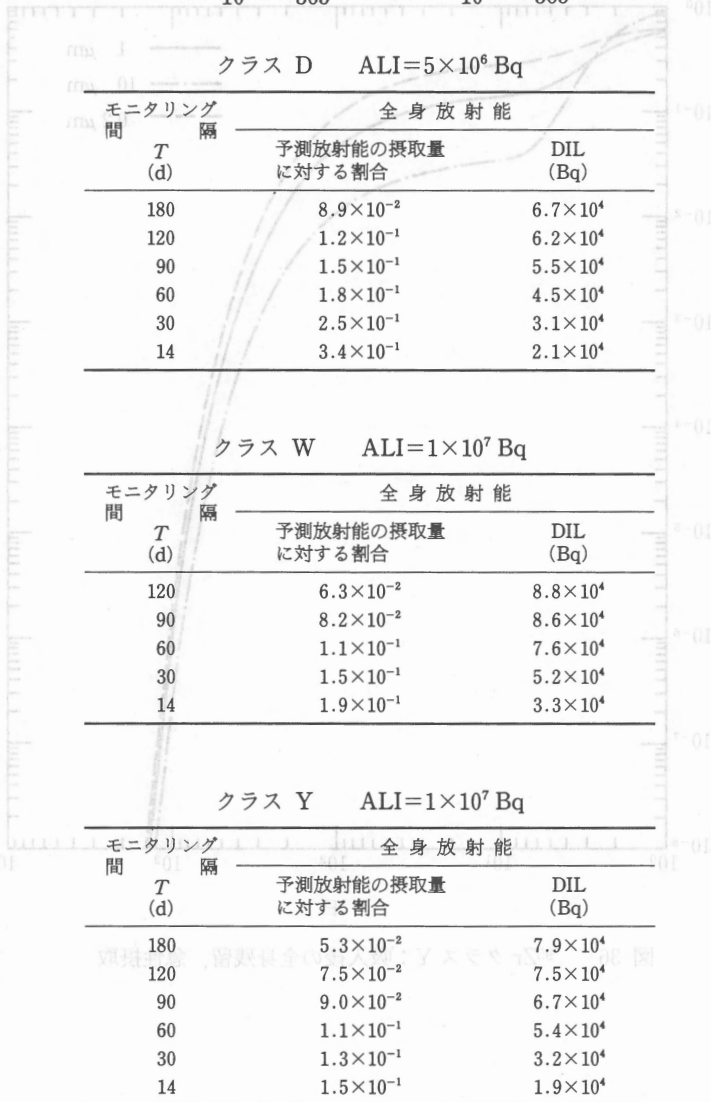 クラス D ALI=5×10⁶ Bq
モニタリング 全身放射能
間 隔
T 予測放射能の摂取量 DIL
(d) に対する割合 (Bq)
180 8.9×10⁻² 6.7×10⁴
120 1.2×10⁻¹ 6.2×10⁴
90 1.5×10⁻¹ 5.5×10⁴
60 1.8×10⁻¹ 4.5×10⁴
30 2.5×10⁻¹ 3.1×10⁴
14 3.4×10⁻¹ 2.1×10⁴
クラス W ALI=1×10⁷ Bq
モニタリング 全身放射能
間 隔
T 予測放射能の摂取量 DIL
(d) に対する割合 (Bq)
120 6.3×10⁻² 8.8×10⁴
90 8.2×10⁻² 8.6×10⁴
60 1.1×10⁻¹ 7.6×10⁴
30 1.5×10⁻¹ 5.2×10⁴
14 1.9×10⁻¹ 3.3×10⁴
クラス Y ALI=1×10⁷ Bq
モニタリング 全身放射能
間 隔
T 予測放射能の摂取量 DIL
(d) に対する割合 (Bq)
180 5.3×10⁻² 7.9×10⁴
120 7.5×10⁻² 7.5×10⁴
90 9.0×10⁻² 6.7×10⁴
60 1.1×10⁻¹ 5.4×10⁴
30 1.3×10⁻¹ 3.2×10⁴
14 1.5×10⁻¹ 1.9×10⁴